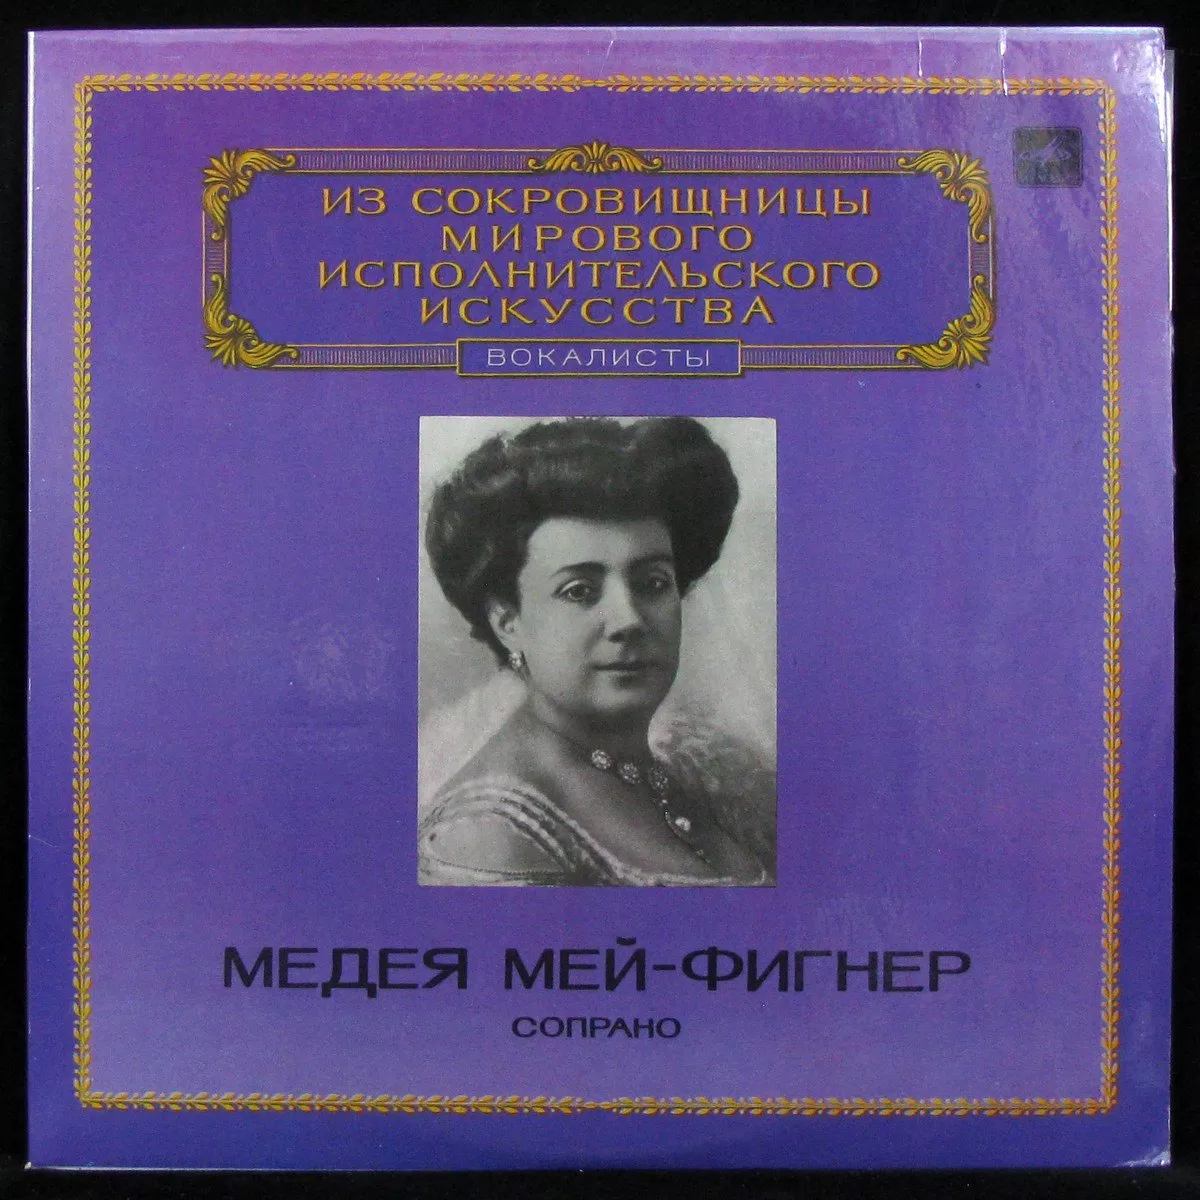 ИЗ СОКРОВИЩНИЦЫ
МИРОВОГО
ИСПОЛНИТЕЛЬСКОГО
ИСКУССТВА
ВОКАЛИСТЫ
МЕДЕЯ МЕЙ-ФИГНЕР
СОПРАНО